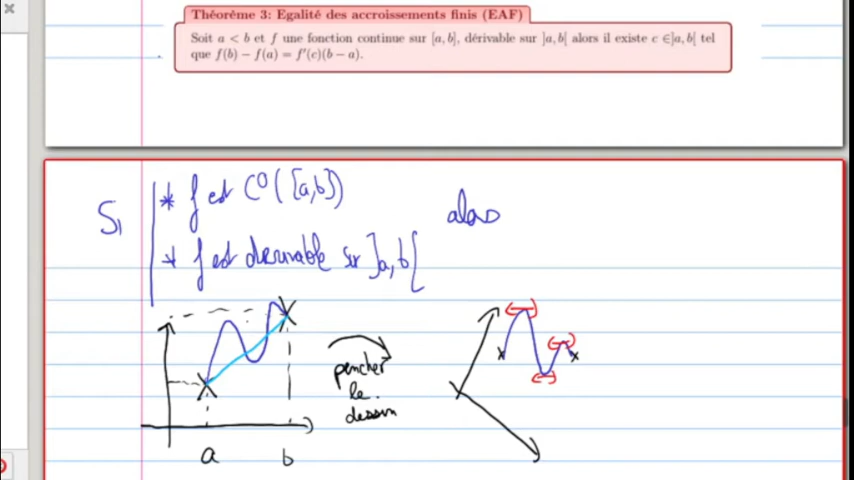 Théorème 3: Egalité des accroissements finis (EAF)
Soit a < b et f une fonction continue sur [a, b], dérivable sur ]a, b[ alors il existe c ∈]a, b[ tel
que f(b) − f(a) = f′(c)(b − a).
Si
* f est C⁰([a,b])
alors
* f est derivable sur ]a,b[
pencher
le
dessin
a
b